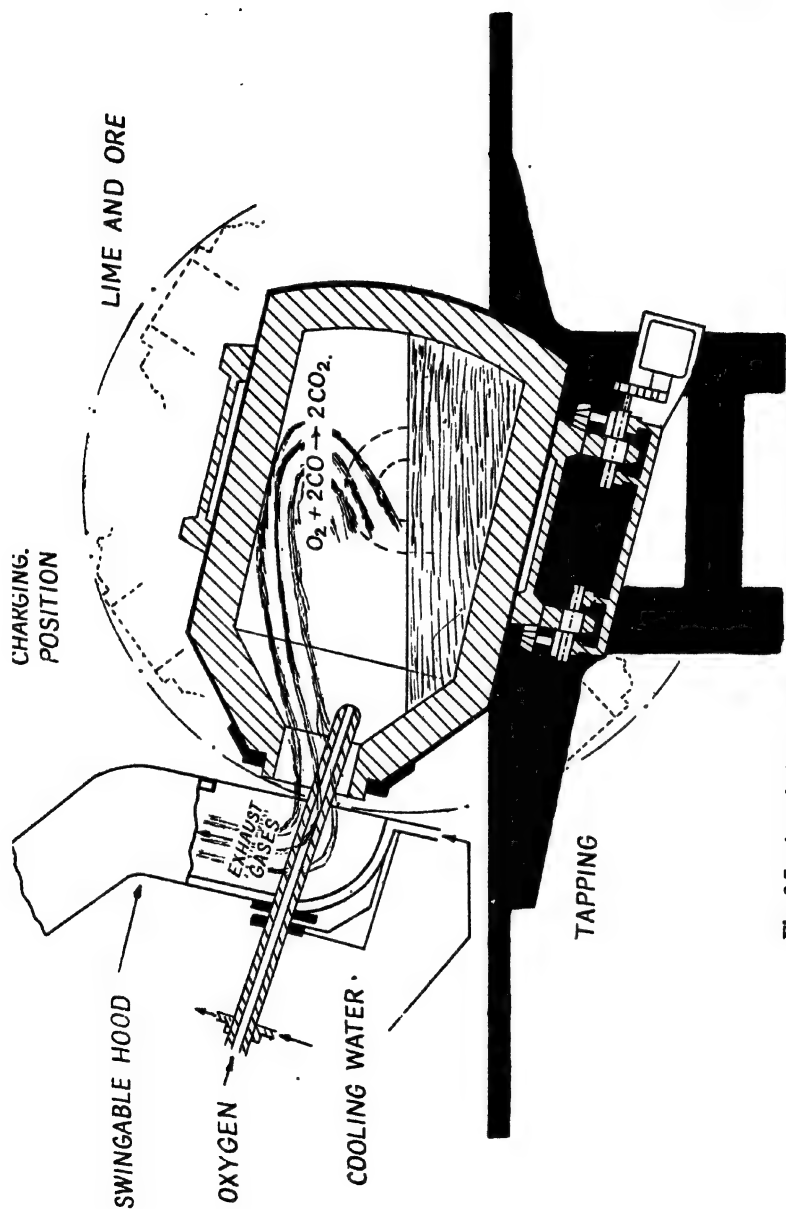 CHARGING.
POSITION
LIME AND ORE
SWINGABLE HOOD
EXHAUST
GASES
O₂ + 2CO → 2CO₂.
OXYGEN
COOLING WATER.
TAPPING